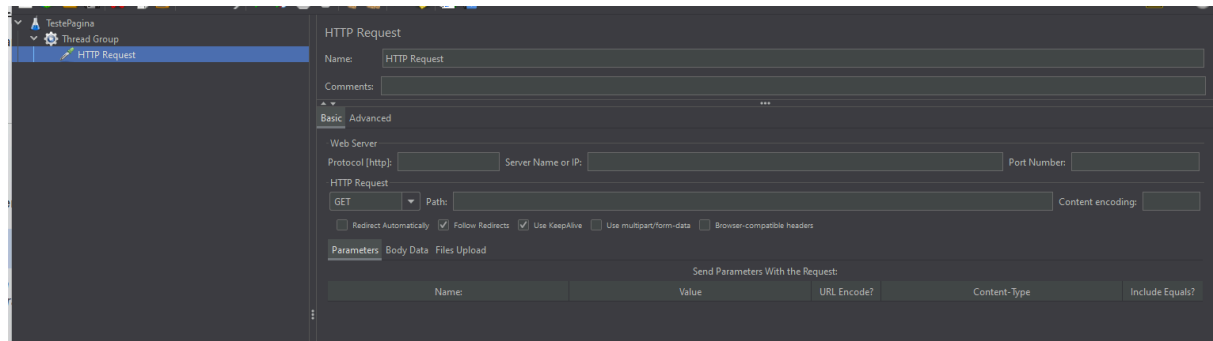 TestePagina
Thread Group
HTTP Request
HTTP Request
Name: HTTP Request
Comments:
Basic Advanced
Web Server
Protocol [http]: Server Name or IP: Port Number:
HTTP Request
GET Path: Content encoding:
Redirect Automatically Follow Redirects Use KeepAlive Use multipart/form-data Browser-compatible headers
Parameters Body Data Files Upload
Send Parameters With the Request:
Name: Value URL Encode? Content-Type Include Equals?